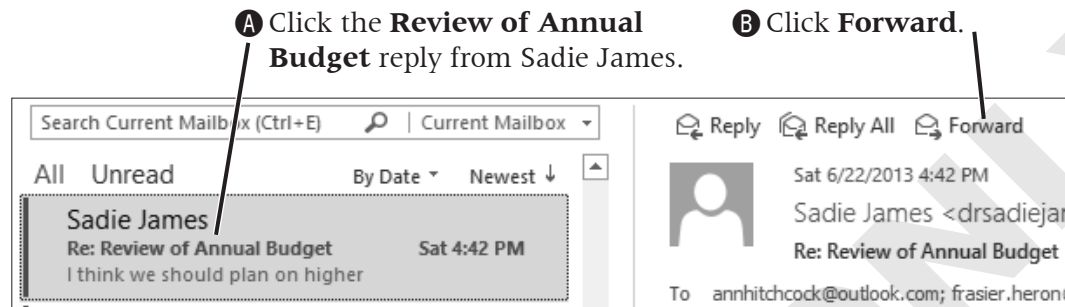 A Click the Review of Annual
Budget reply from Sadie James.
B Click Forward.
Search Current Mailbox (Ctrl+E) | Current Mailbox
All Unread By Date Newest ↓
Sadie James
Re: Review of Annual Budget Sat 4:42 PM
I think we should plan on higher
Reply Reply All Forward
Sat 6/22/2013 4:42 PM
Sadie James <drsadiejar
Re: Review of Annual Budget
To annhitchcock@outlook.com; frasier.heron